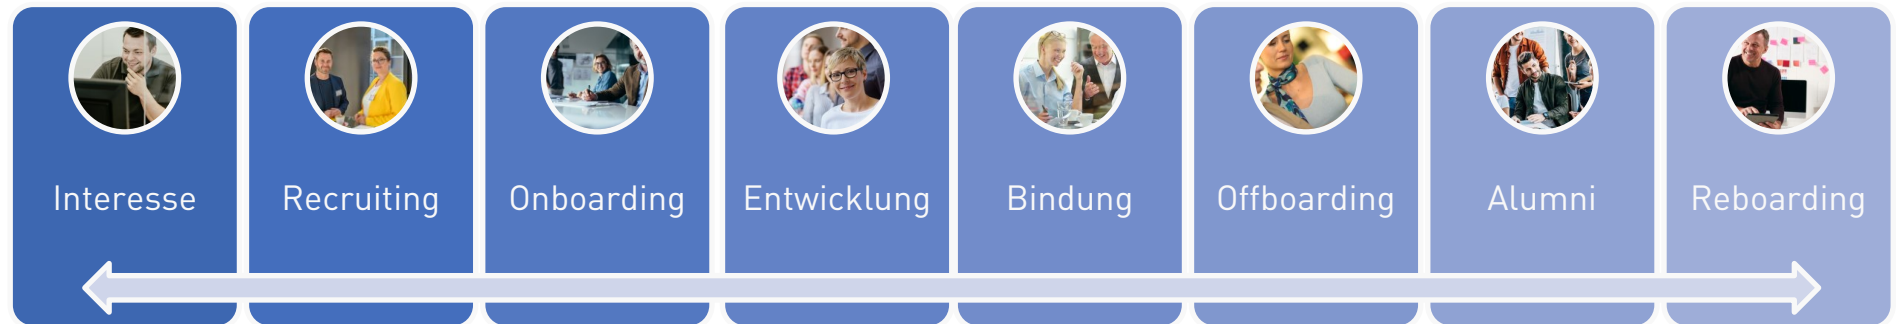 Interesse
Recruiting
Onboarding
Entwicklung
Bindung
Offboarding
Alumni
Reboarding